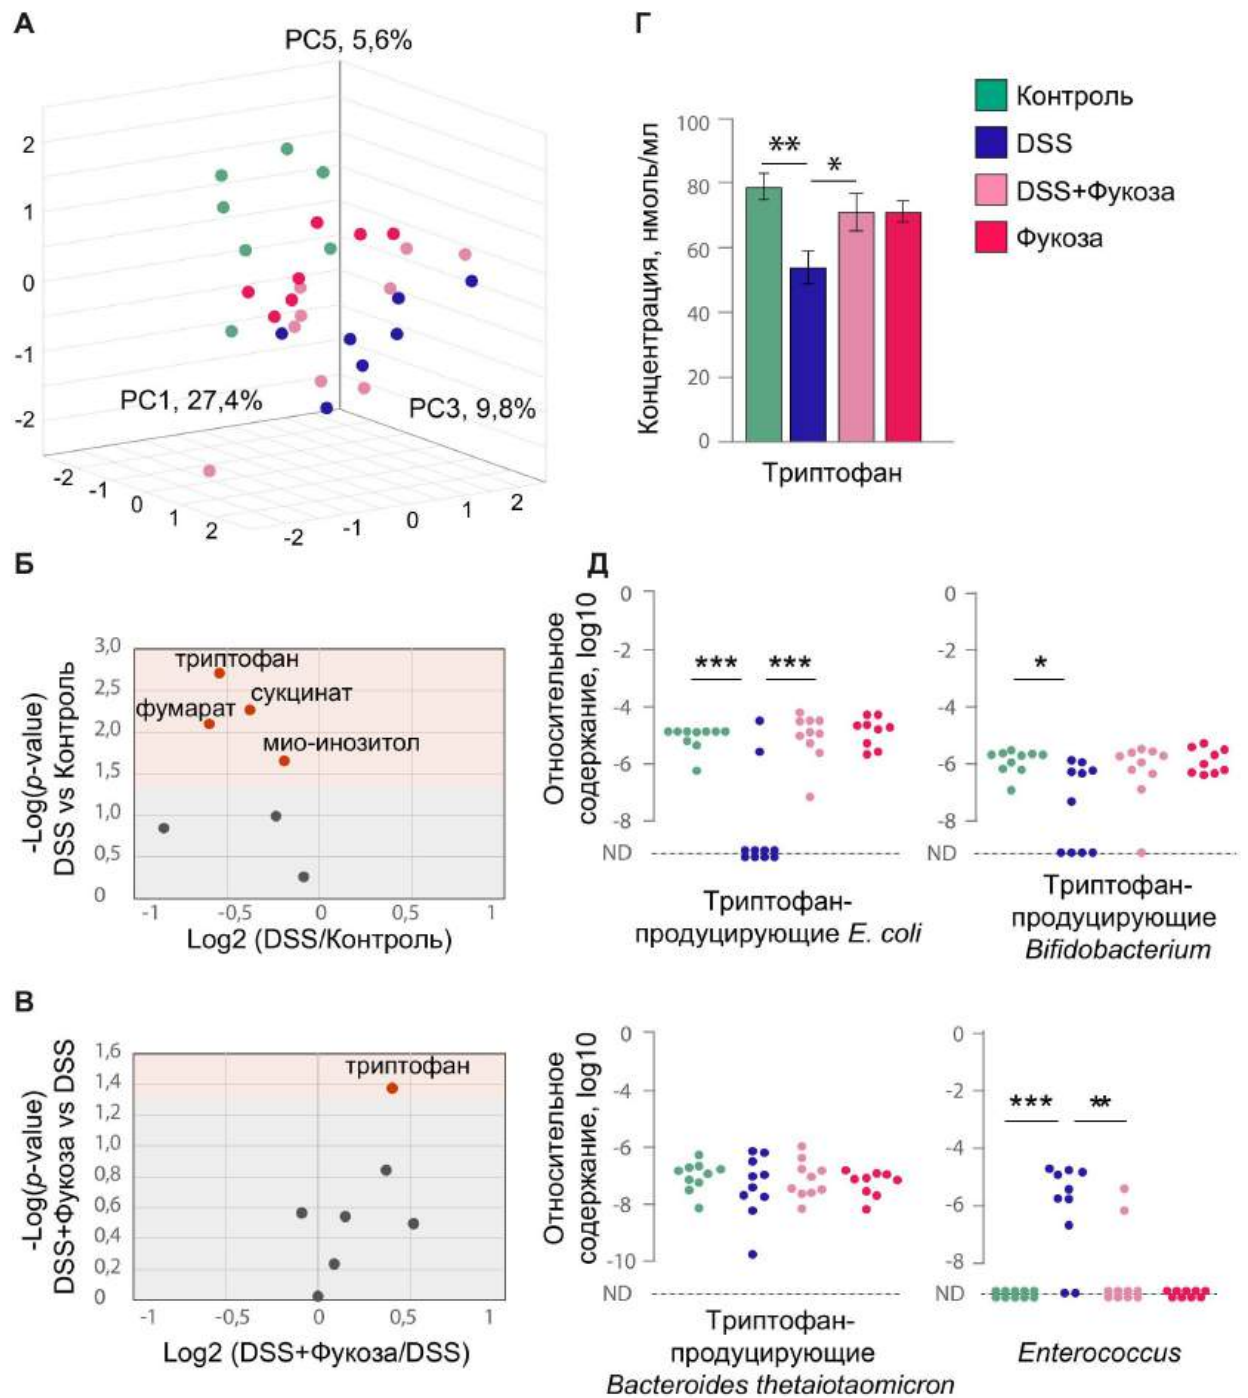 А
PC5, 5,6%
2
1
0
-1
-2
PC1, 27,4%
PC3, 9,8%
-2
-1
0
1
2
-2
-1
0
1
2
Г
Концентрация, нмоль/мл
100
80
60
40
20
0
**
*
Триптофан
Контроль
DSS
DSS+Фукоза
Фукоза
Б
-Log(p-value)
DSS vs Контроль
3,0
2,5
2,0
1,5
1,0
0,5
0
триптофан
сукцинат
фумарат
мио-инозитол
-1
-0,5
0
0,5
1
Log2 (DSS/Контроль)
В
-Log(p-value)
DSS+Фукоза vs DSS
1,6
1,4
1,2
1,0
0,8
0,6
0,4
0,2
0
триптофан
-1
-0,5
0
0,5
1
Log2 (DSS+Фукоза/DSS)
Д
Относительное
содержание, log10
0
-2
-4
-6
-8
ND
***
***
Триптофан-
продуцирующие E. coli
0
-2
-4
-6
-8
ND
*
Триптофан-
продуцирующие
Bifidobacterium
Относительное
содержание, log10
0
-2
-4
-6
-8
-10
ND
Триптофан-
продуцирующие
Bacteroides thetaiotaomicron
0
-2
-4
-6
-8
ND
***
**
Enterococcus